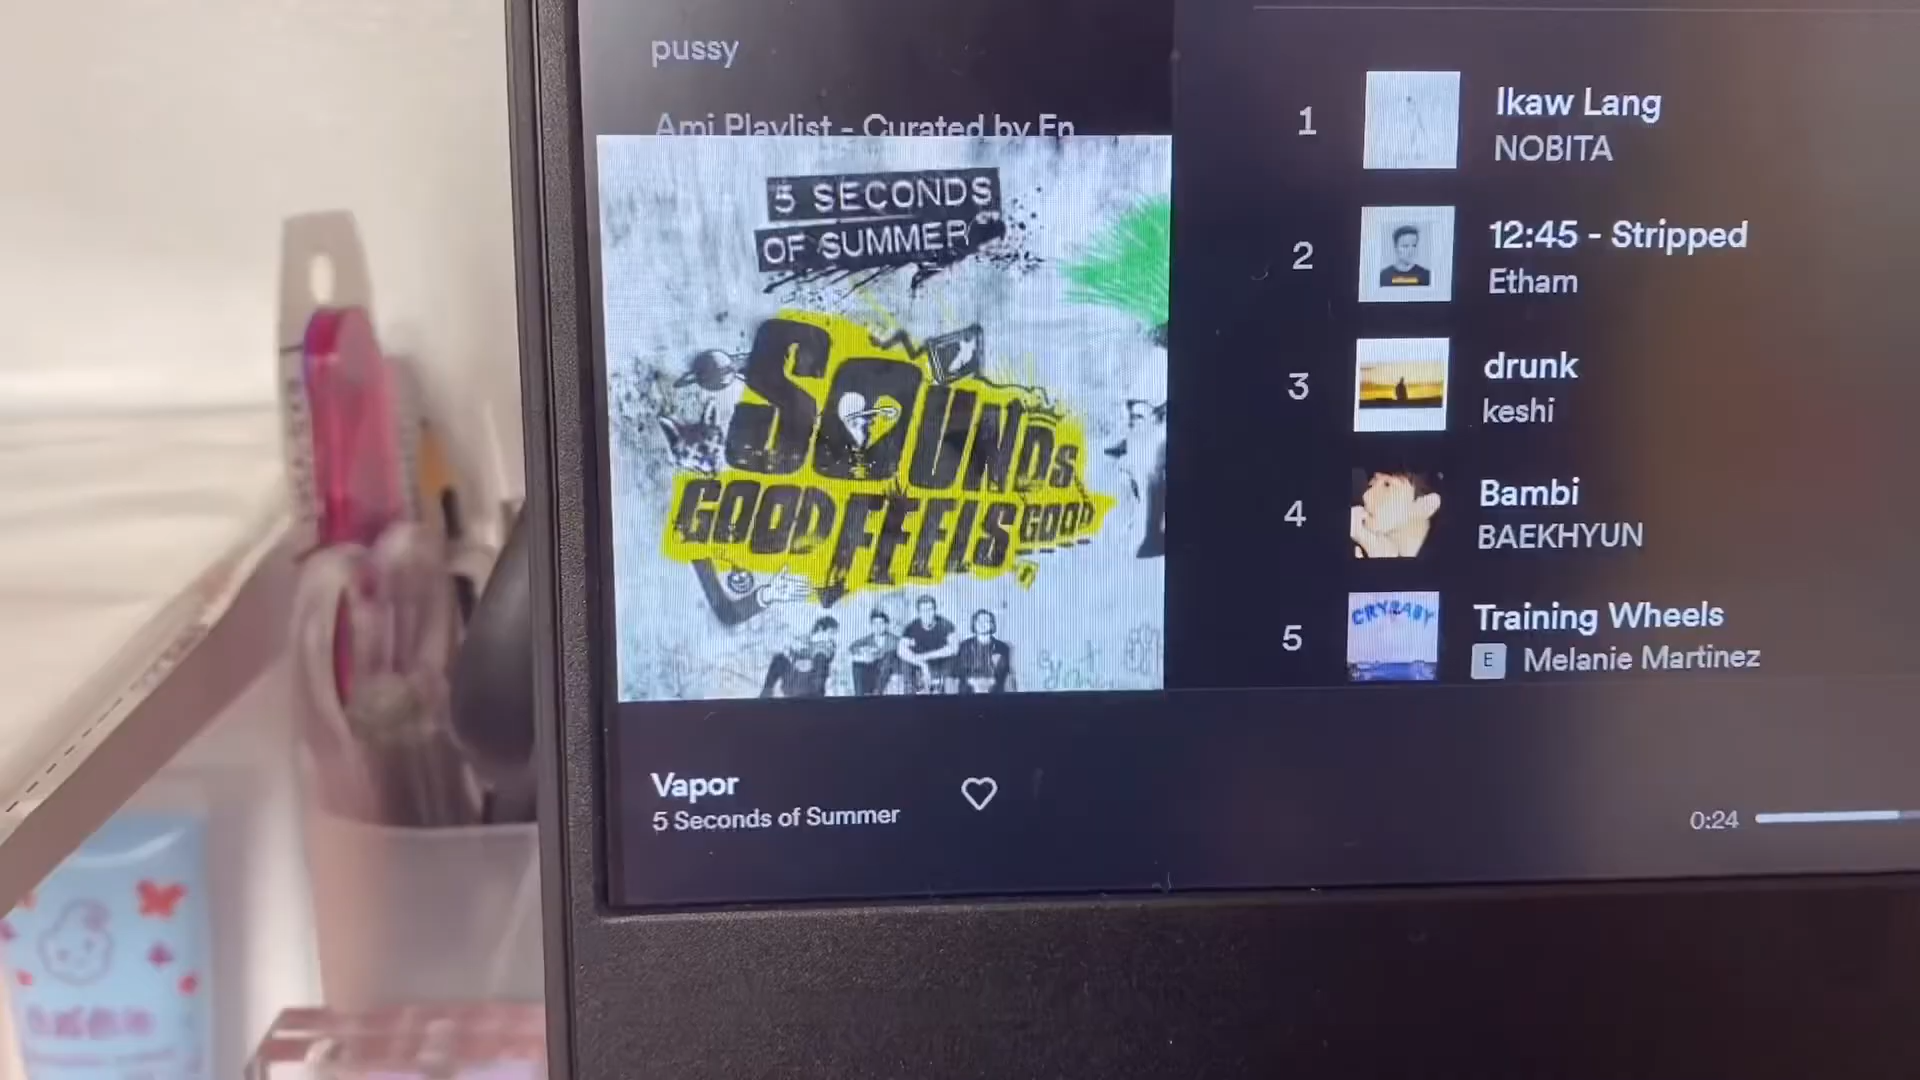 pussy
Ami Playlist - Curated by En
5 SECONDS
OF SUMMER
SOUNDS
GOOD FEELS GOOD
Vapor
5 Seconds of Summer
1
Ikaw Lang
NOBITA
2
12:45 - Stripped
Etham
3
drunk
keshi
4
Bambi
BAEKHYUN
5
CRYBABY
Training Wheels
E Melanie Martinez
0:24